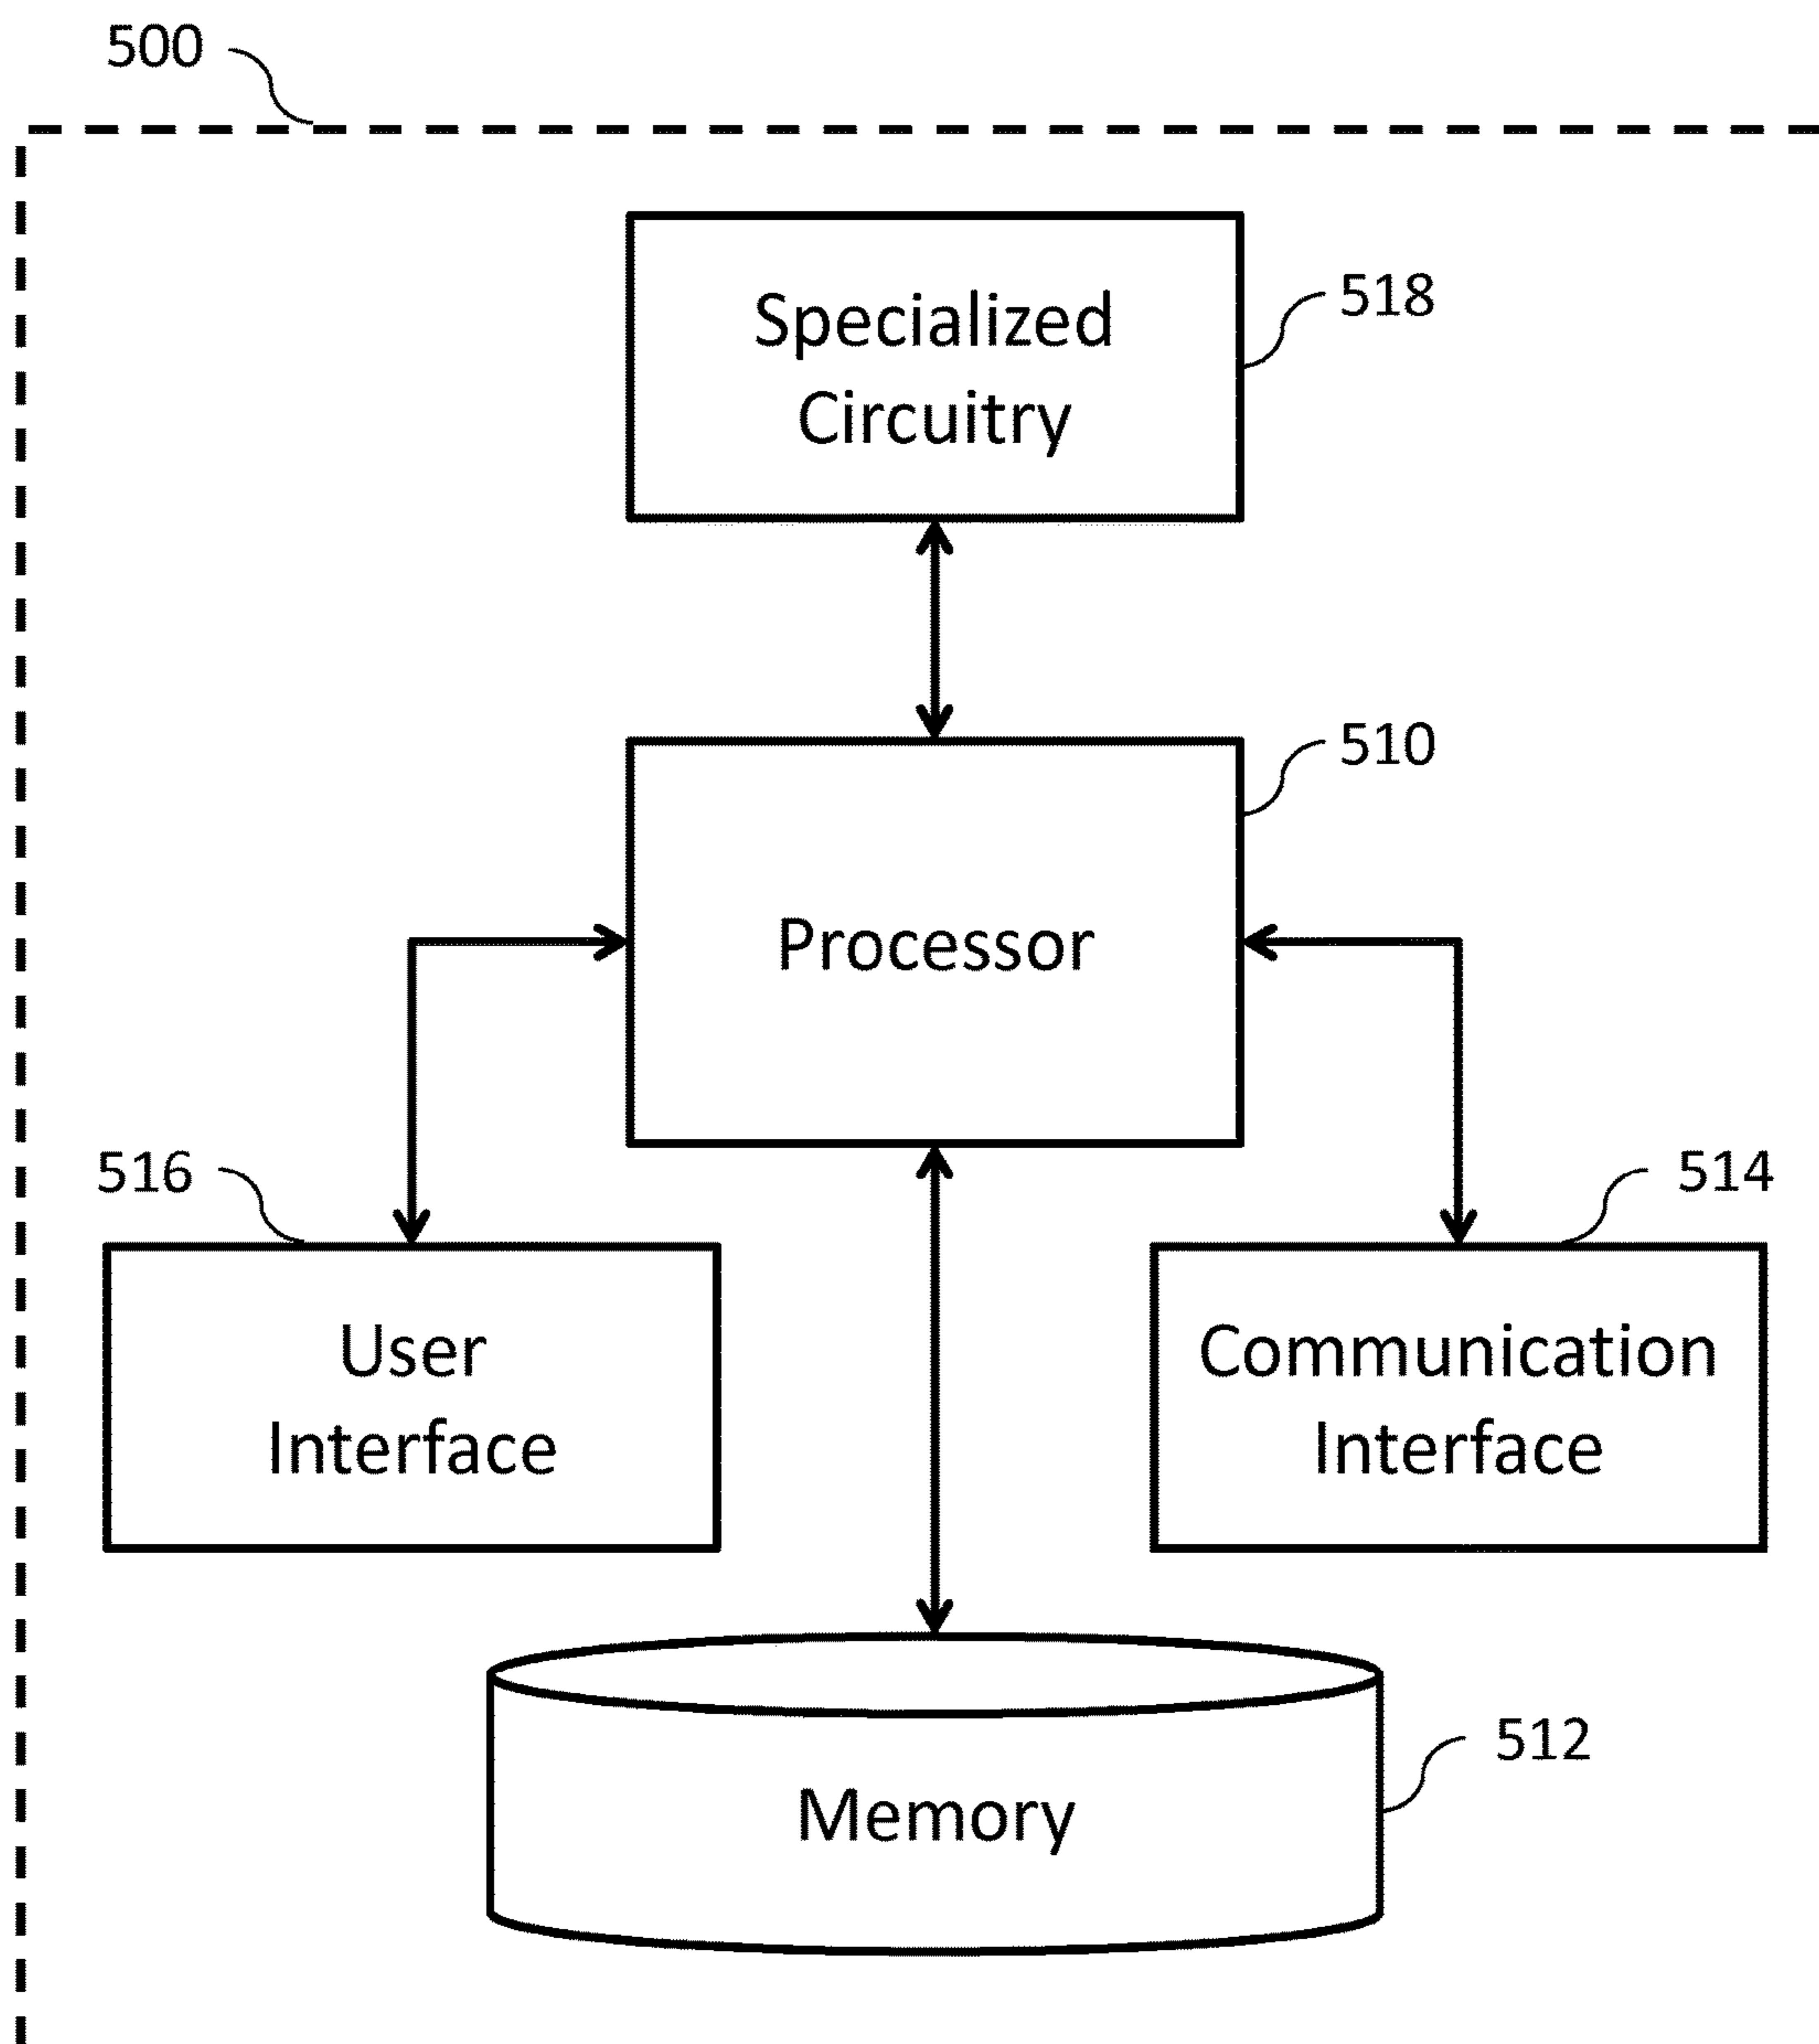 500
Specialized
Circuitry
518
Processor
510
516
514
User
Interface
Communication
Interface
Memory
512